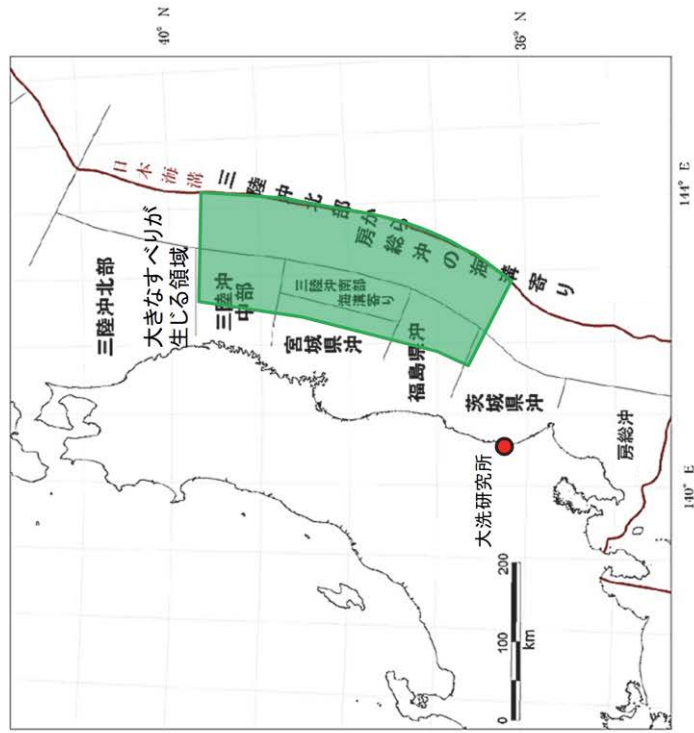 40° N
36° N
144° E
140° E
日本海溝
三陸沖北部から
房総沖の海溝寄り
大きなすべりが
生じる領域
三陸沖北部
三陸沖
中部
三陸沖南部
海溝寄り
宮城県沖
福島県沖
茨城県沖
房総沖
大洗研究所
0 100 200
km